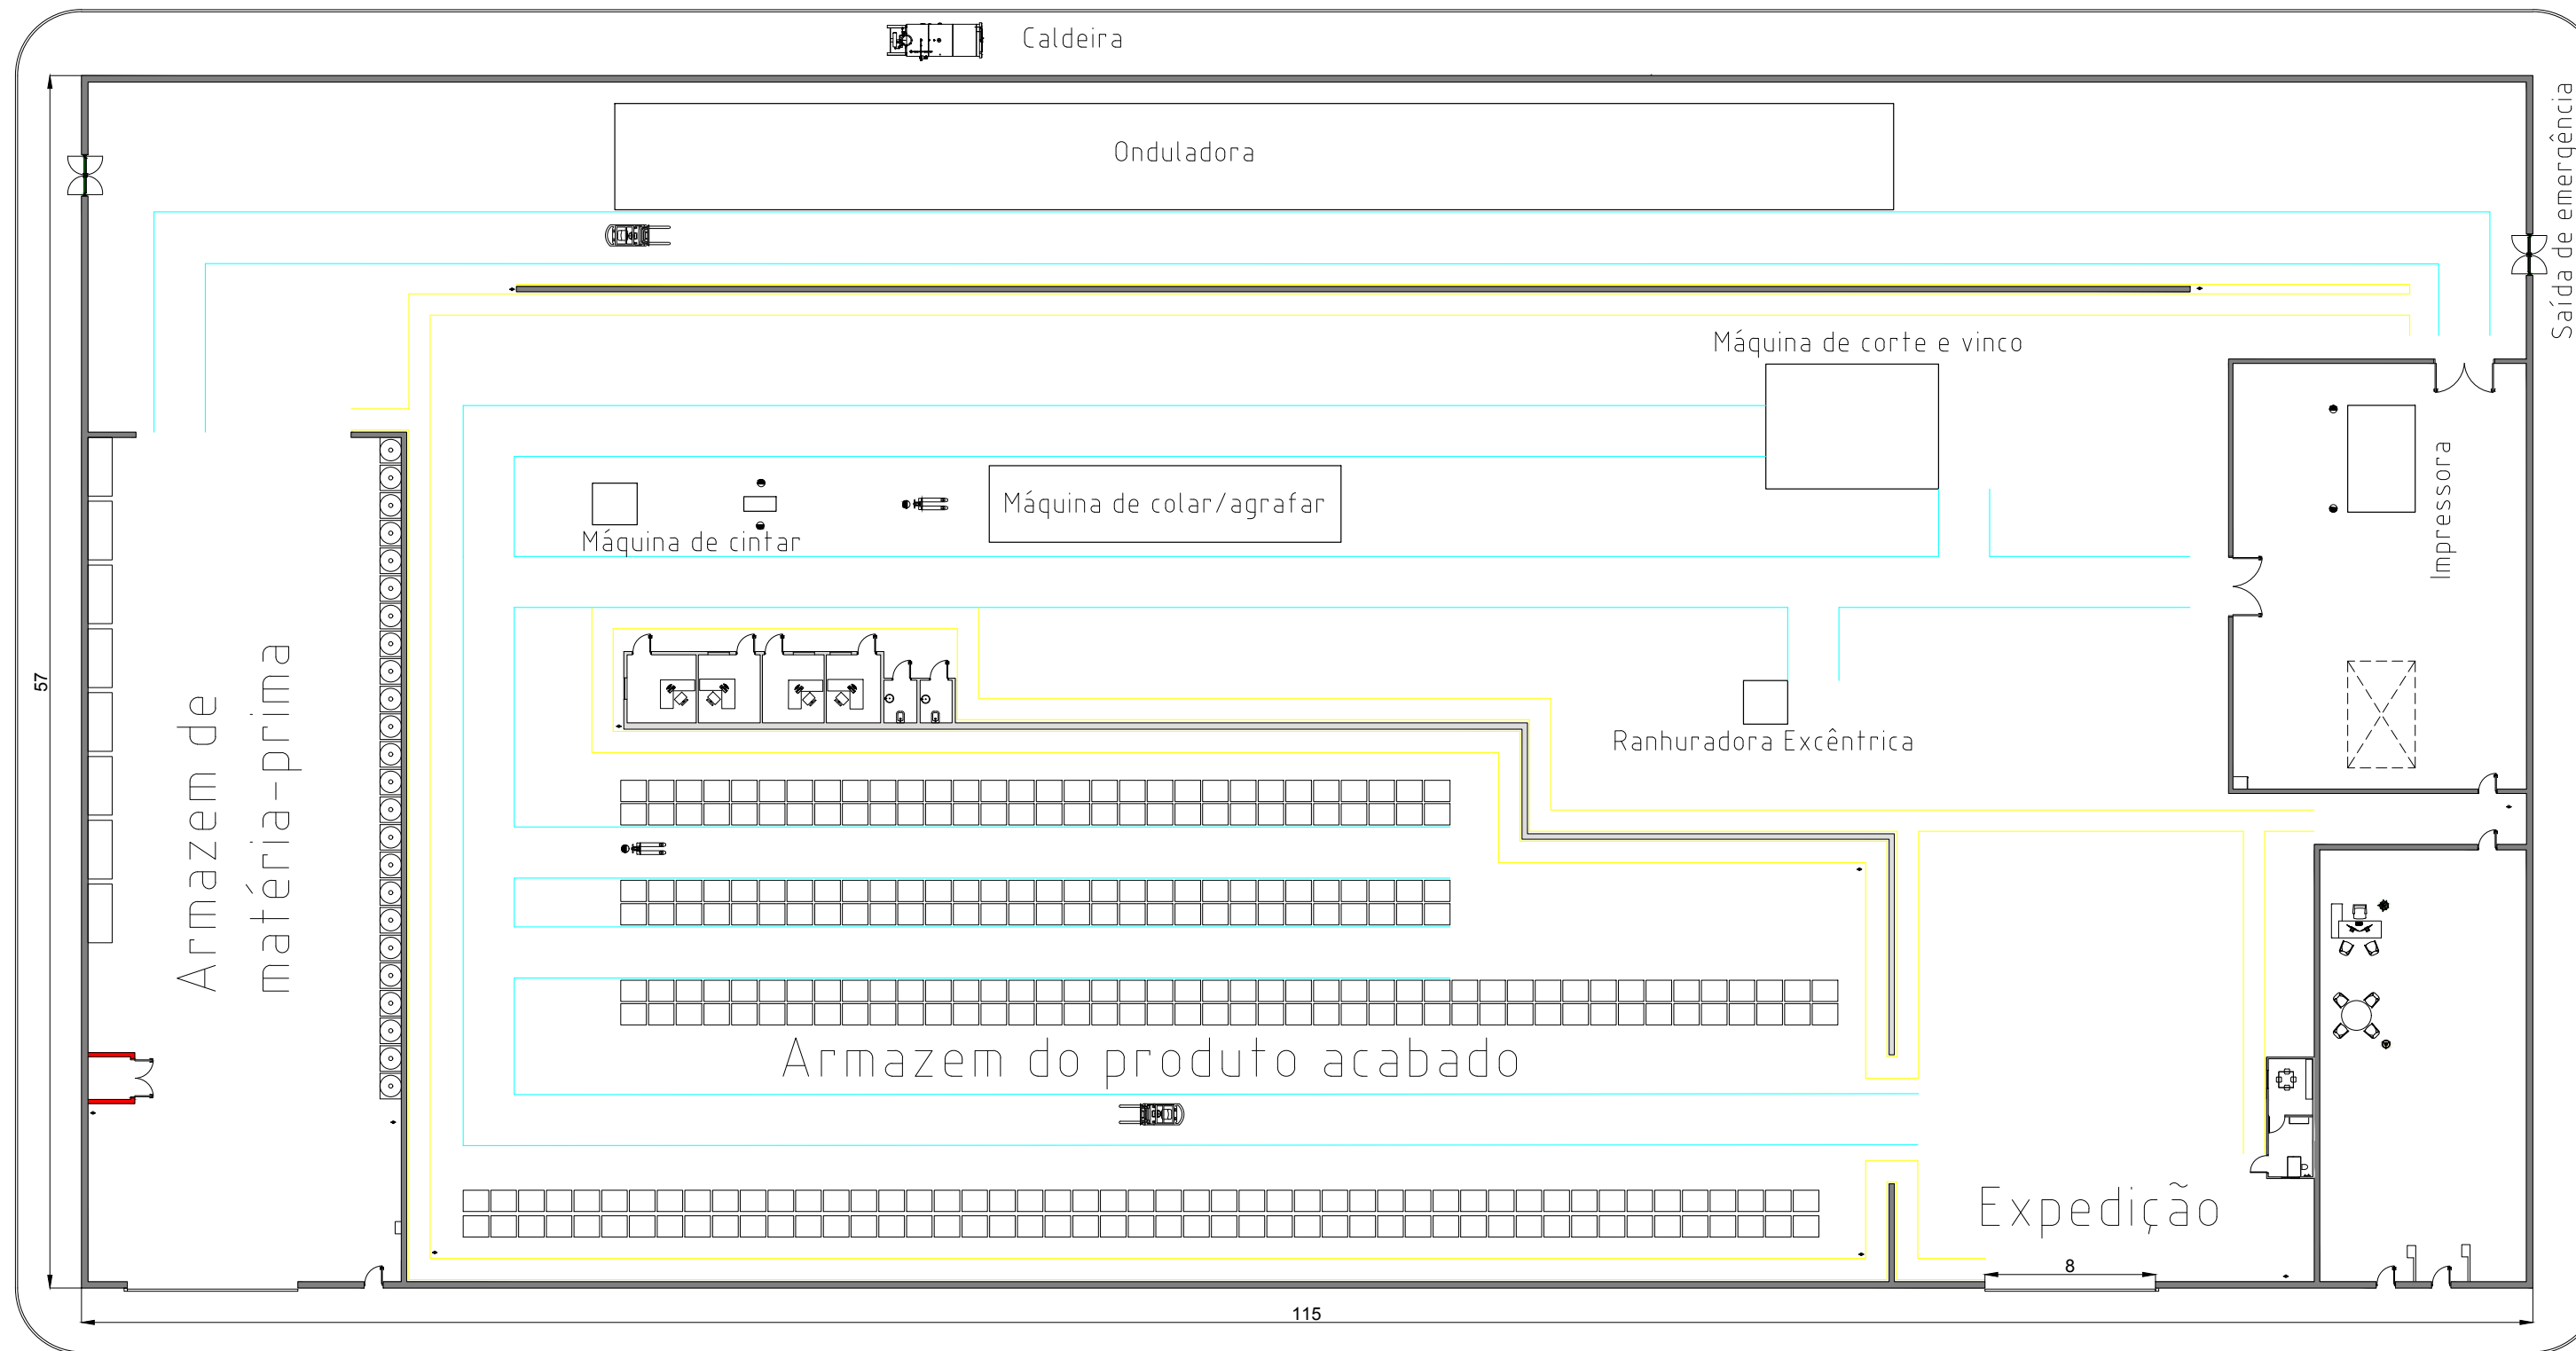 Caldeira
Saída de emergência
Onduladora
Máquina de corte e vinco
Impressora
Máquina de colar/agrafar
Máquina de cintar
57
Armazem de
matéria-prima
Ranhuradora Excêntrica
Armazem do produto acabado
Expedição
8
115